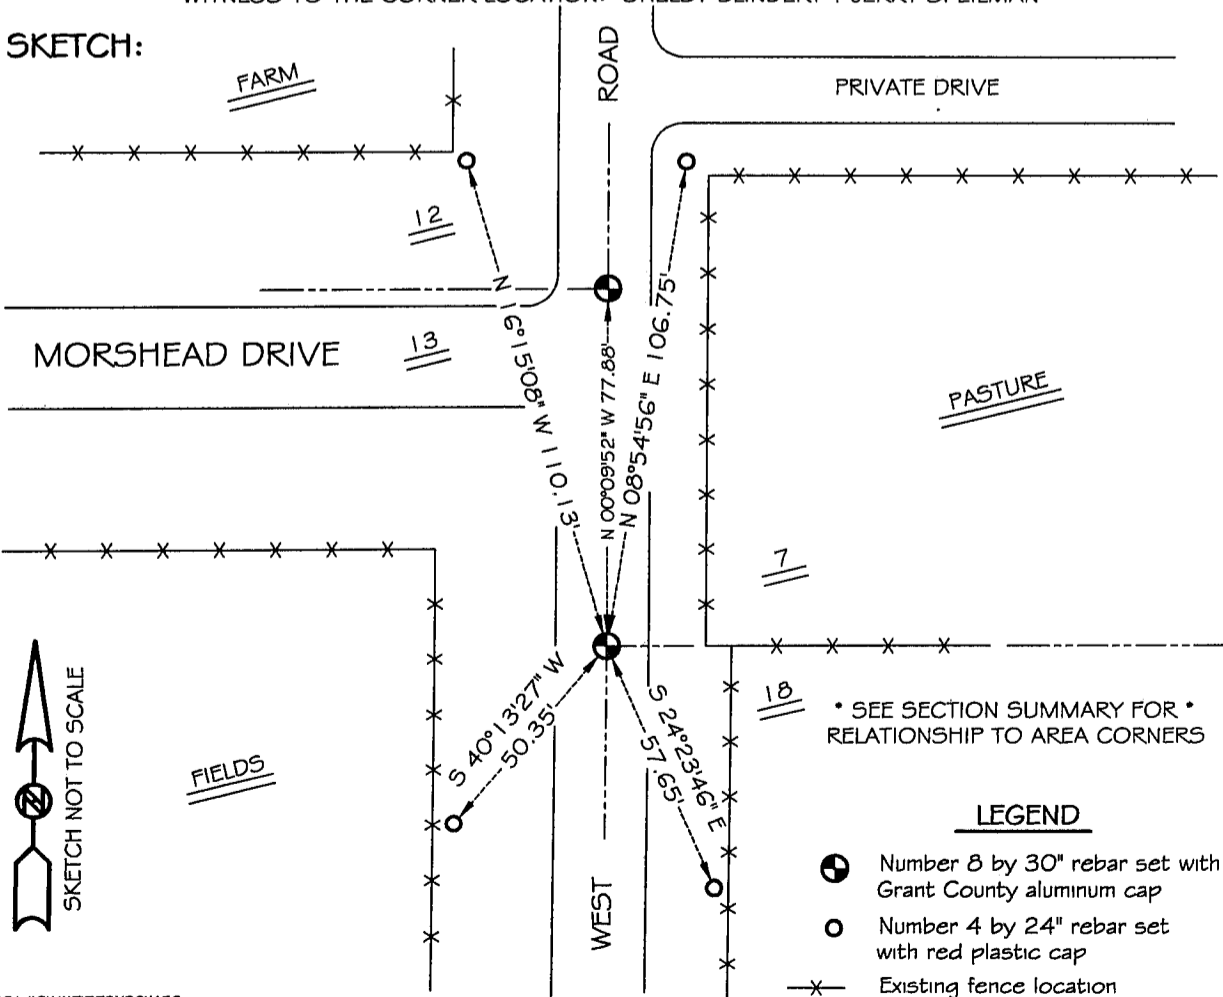 SKETCH:
FARM
ROAD
PRIVATE DRIVE
12
13
MORSHEAD DRIVE
N 16°15'08" W 110.13'
N 00°09'52" W 77.88'
N 08°54'56" E 106.75'
PASTURE
7
18
* SEE SECTION SUMMARY FOR *
RELATIONSHIP TO AREA CORNERS
S 40°13'27" W
50.35'
S 24°23'46" E
57.65'
FIELDS
N
SKETCH NOT TO SCALE
WEST
LEGEND
Number 8 by 30" rebar set with
Grant County aluminum cap
Number 4 by 24" rebar set
with red plastic cap
Existing fence location